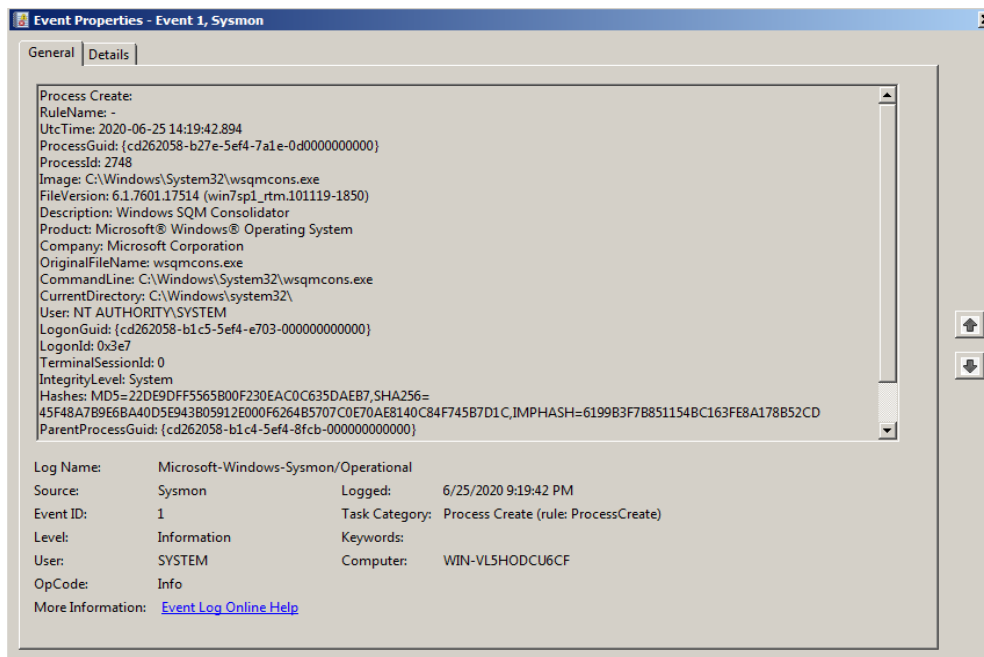 Event Properties - Event 1, Sysmon
General
Details
Process Create:
RuleName: -
UtcTime: 2020-06-25 14:19:42.894
ProcessGuid: {cd262058-b27e-5ef4-7a1e-0d0000000000}
ProcessId: 2748
Image: C:\Windows\System32\wsqmcons.exe
FileVersion: 6.1.7601.17514 (win7sp1_rtm.101119-1850)
Description: Windows SQM Consolidator
Product: Microsoft® Windows® Operating System
Company: Microsoft Corporation
OriginalFileName: wsqmcons.exe
CommandLine: C:\Windows\System32\wsqmcons.exe
CurrentDirectory: C:\Windows\system32\
User: NT AUTHORITY\SYSTEM
LogonGuid: {cd262058-b1c5-5ef4-e703-000000000000}
LogonId: 0x3e7
TerminalSessionId: 0
IntegrityLevel: System
Hashes: MD5=22DE9DFF5565B00F230EAC0C635DAEB7,SHA256=
45F48A7B9E6BA40D5E943B05912E000F6264B5707C0E70AE8140C84F745B7D1C,IMPHASH=6199B3F7B851154BC163FE8A178B52CD
ParentProcessGuid: {cd262058-b1c4-5ef4-8fcb-000000000000}
Log Name: Microsoft-Windows-Sysmon/Operational
Source: Sysmon Logged: 6/25/2020 9:19:42 PM
Event ID: 1 Task Category: Process Create (rule: ProcessCreate)
Level: Information Keywords:
User: SYSTEM Computer: WIN-VL5HODCU6CF
OpCode: Info
More Information: Event Log Online Help